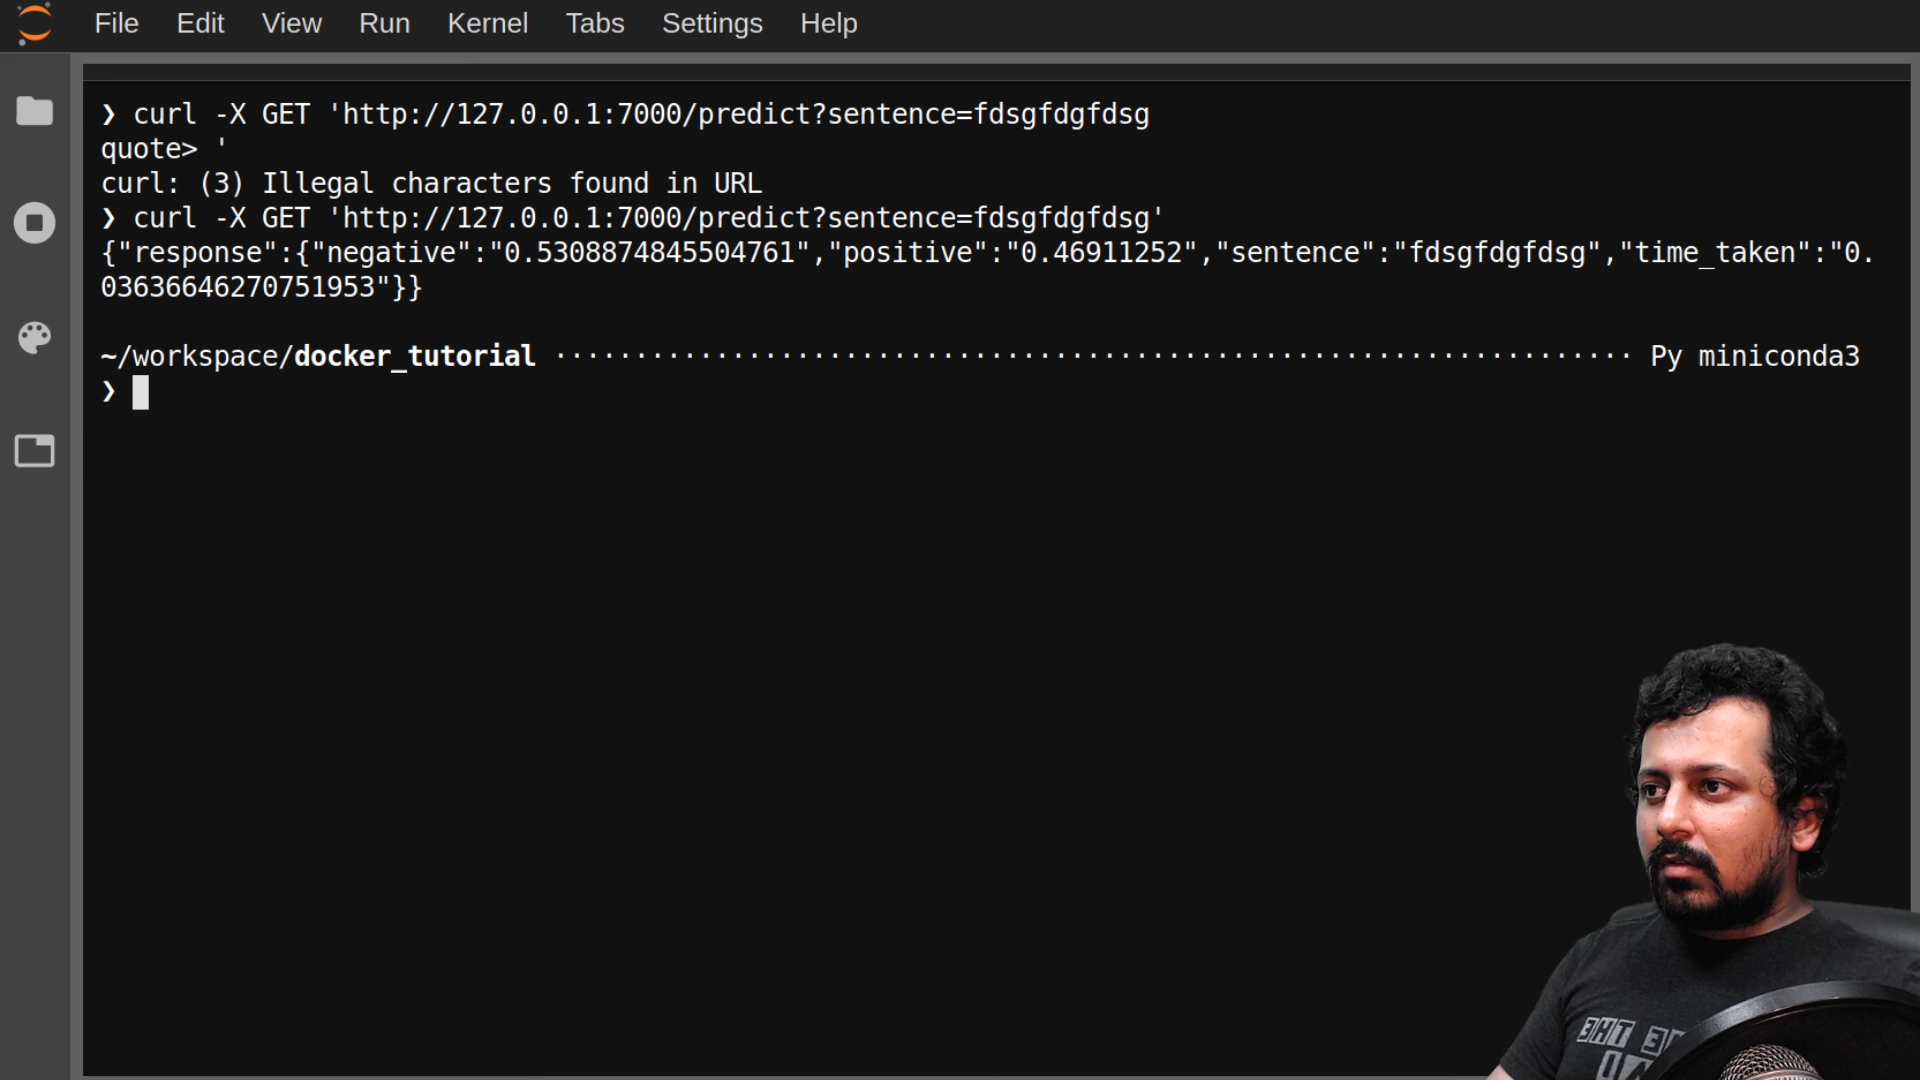 File Edit View Run Kernel Tabs Settings Help
❯ curl -X GET 'http://127.0.0.1:7000/predict?sentence=fdsgfdgfdsg
quote> '
curl: (3) Illegal characters found in URL
❯ curl -X GET 'http://127.0.0.1:7000/predict?sentence=fdsgfdgfdsg'
{"response":{"negative":"0.5308874845504761","positive":"0.46911252","sentence":"fdsgfdgfdsg","time_taken":"0.
03636646270751953"}}
~/workspace/docker_tutorial ··································································· Py miniconda3
❯